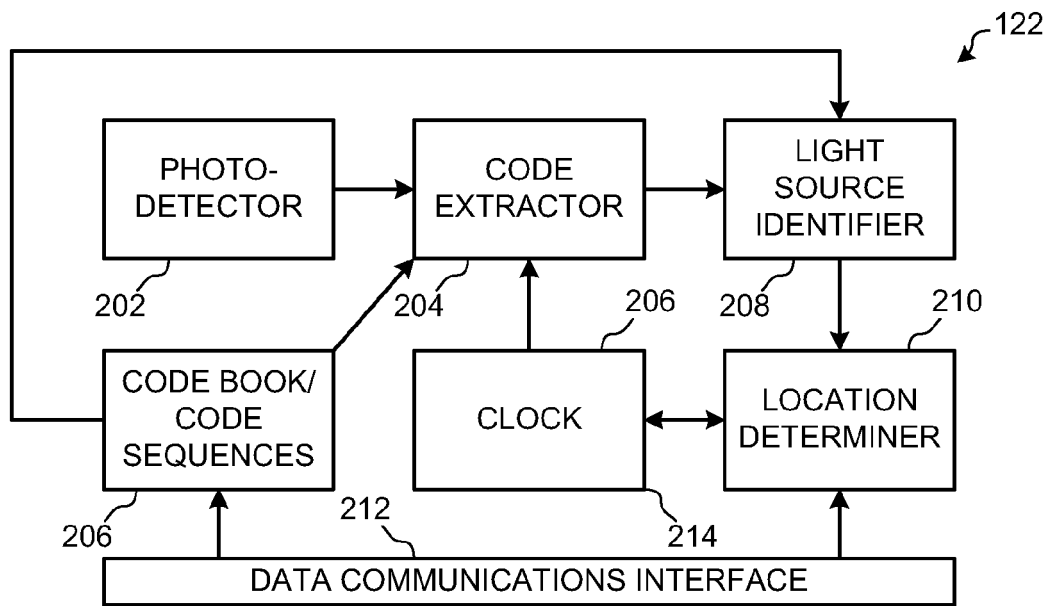 122
PHOTO-
DETECTOR
CODE
EXTRACTOR
LIGHT
SOURCE
IDENTIFIER
202
204
206
208
210
CODE BOOK/
CODE
SEQUENCES
CLOCK
LOCATION
DETERMINER
206
212
214
DATA COMMUNICATIONS INTERFACE